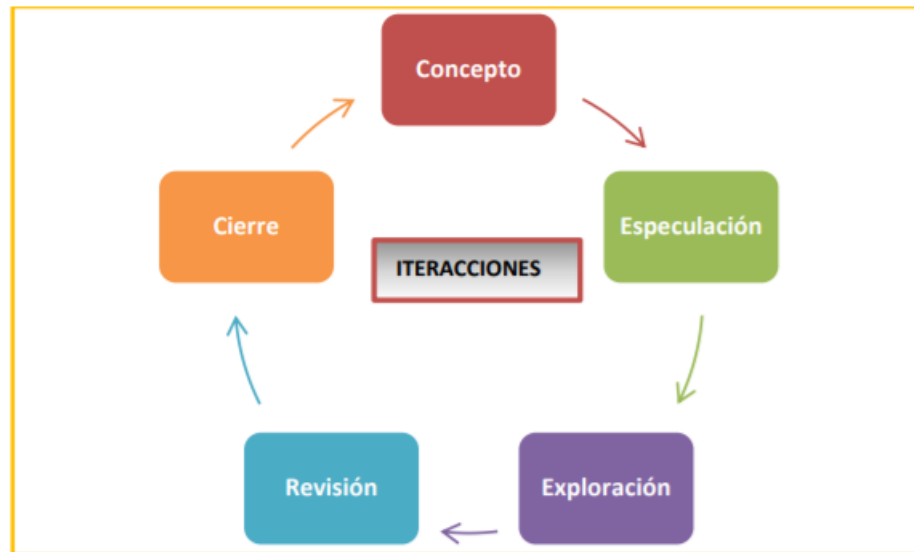 Concepto
Especulación
Exploración
Revisión
Cierre
ITERACCIONES